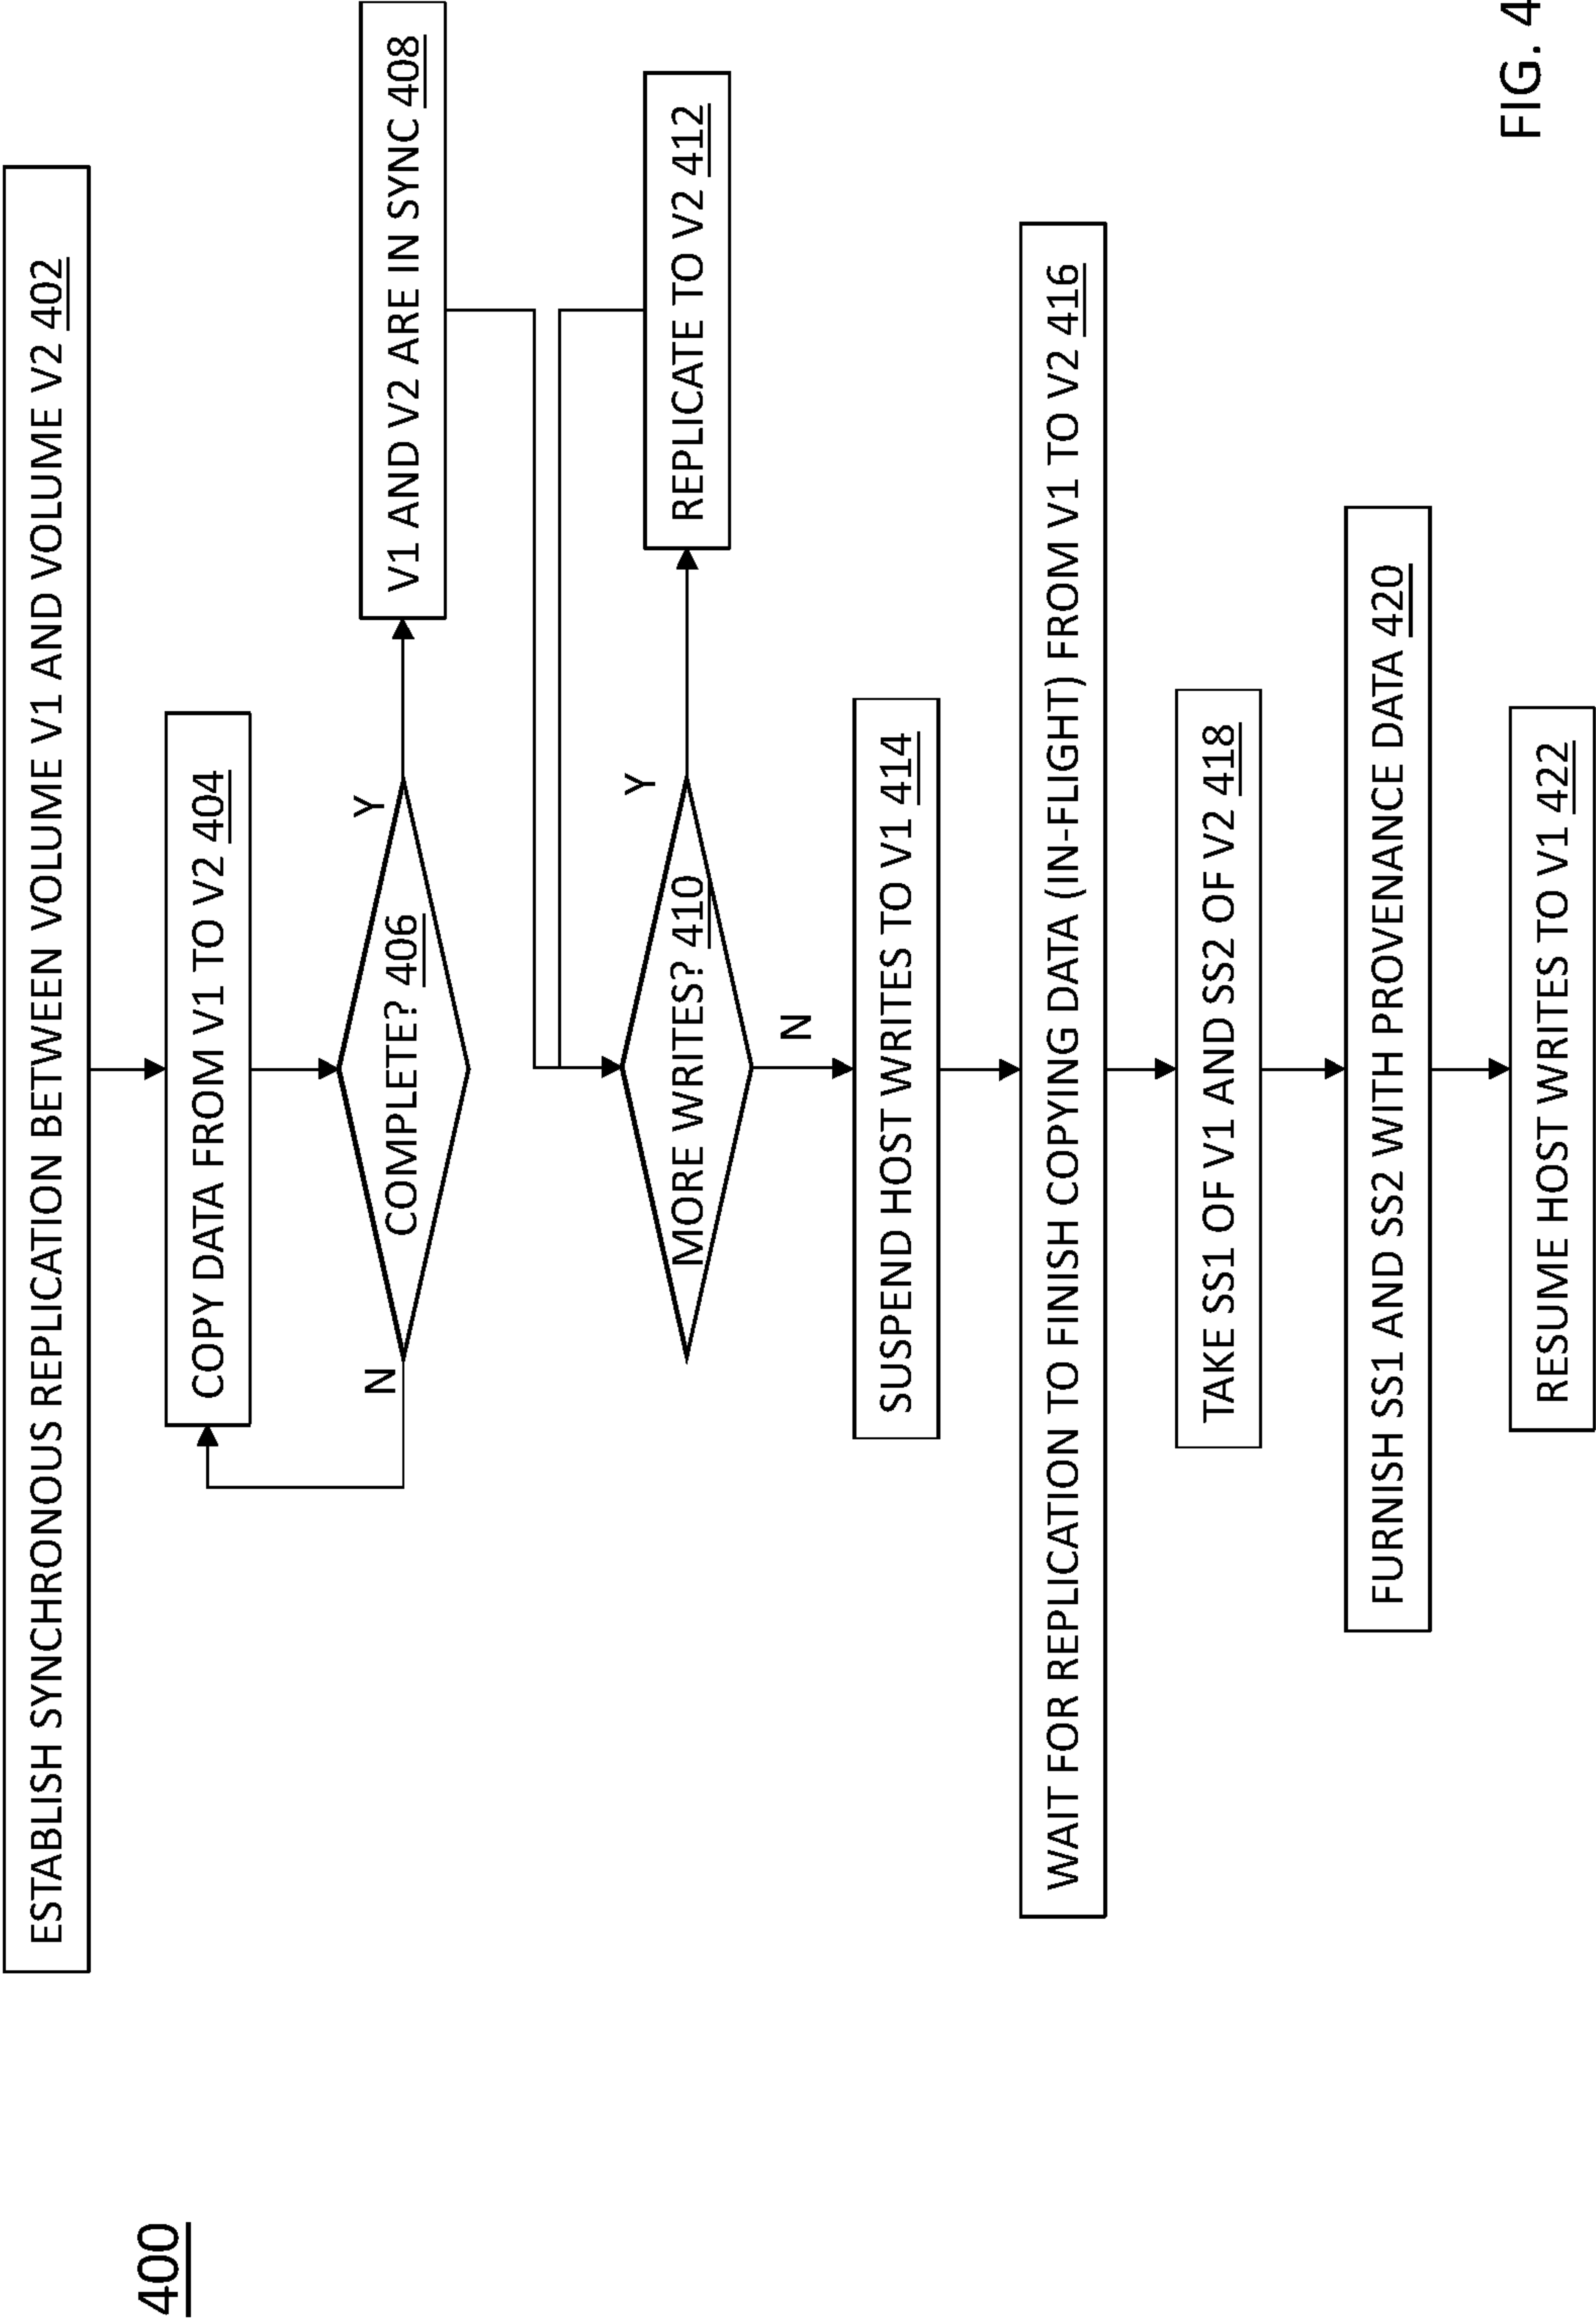 400
ESTABLISH SYNCHRONOUS REPLICATION BETWEEN VOLUME V1 AND VOLUME V2 402
COPY DATA FROM V1 TO V2 404
N
COMPLETE? 406
Y
V1 AND V2 ARE IN SYNC 408
MORE WRITES? 410
Y
REPLICATE TO V2 412
N
SUSPEND HOST WRITES TO V1 414
WAIT FOR REPLICATION TO FINISH COPYING DATA (IN-FLIGHT) FROM V1 TO V2 416
TAKE SS1 OF V1 AND SS2 OF V2 418
FURNISH SS1 AND SS2 WITH PROVENANCE DATA 420
RESUME HOST WRITES TO V1 422
FIG. 4